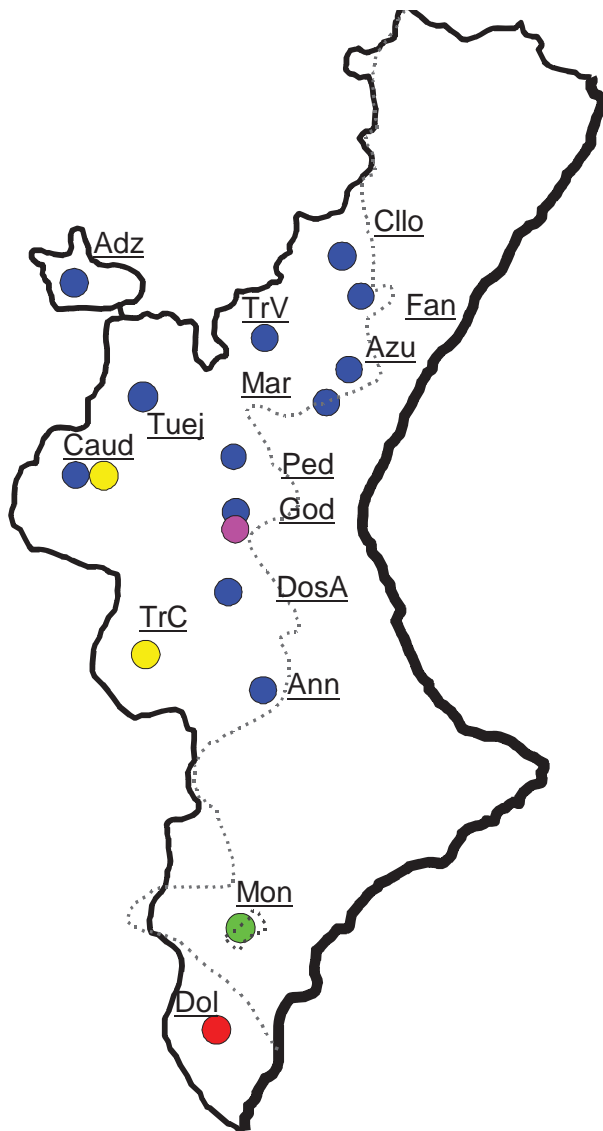 Cllo
Adz
Fan
TrV
Azu
Mar
Tuej
Caud
Ped
God
DosA
TrC
Ann
Mon
Dol